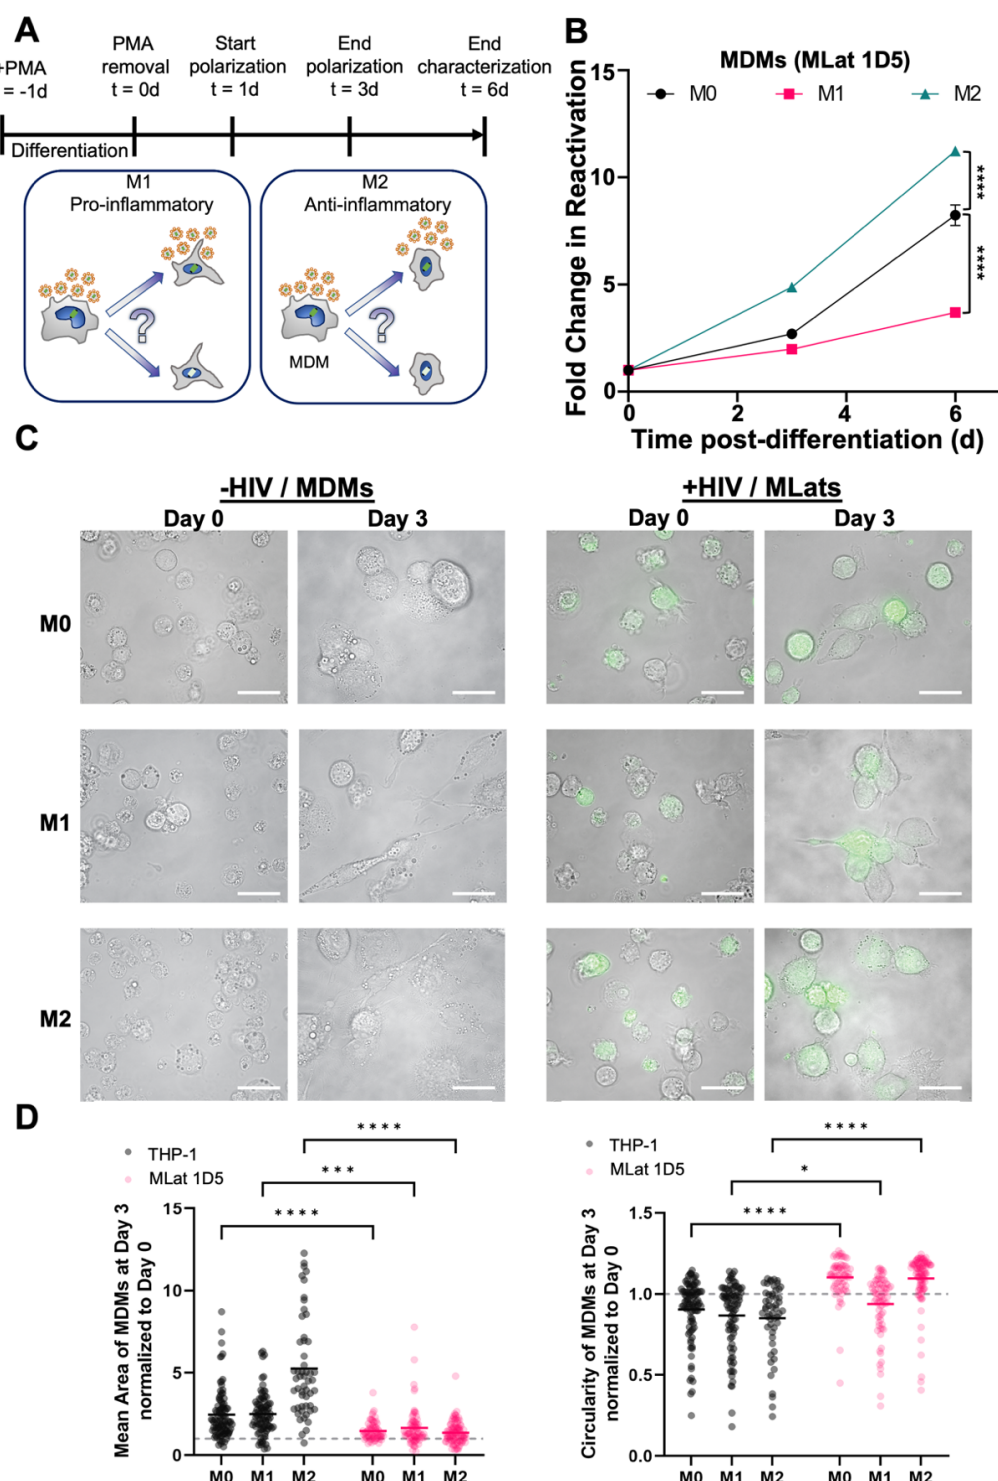 A
+PMA
= -1d
PMA
removal
t = 0d
Start
polarization
t = 1d
End
polarization
t = 3d
End
characterization
t = 6d
Differentiation
M1
Pro-inflammatory
?
M2
Anti-inflammatory
?
MDM
B
MDMs (MLat 1D5)
M0 M1 M2
Fold Change in Reactivation
15
10
5
0
****
****
0 2 4 6
Time post-differentiation (d)
C
-HIV / MDMs
+HIV / MLats
Day 0 Day 3 Day 0 Day 3
M0
M1
M2
D
THP-1
MLat 1D5
****
***
****
Mean Area of MDMs at Day 3
normalized to Day 0
15
10
5
0
M0 M1 M2 M0 M1 M2
THP-1
MLat 1D5
****
*
****
Circularity of MDMs at Day 3
normalized to Day 0
1.5
1.0
0.5
0.0
M0 M1 M2 M0 M1 M2